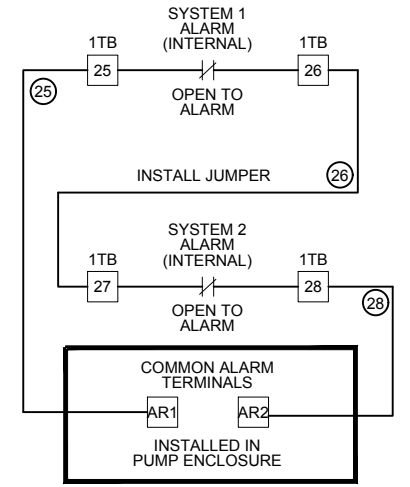 SYSTEM 1
ALARM
(INTERNAL)
1TB
1TB
25
26
25
OPEN TO
ALARM
INSTALL JUMPER
26
SYSTEM 2
ALARM
(INTERNAL)
1TB
1TB
27
28
28
OPEN TO
ALARM
COMMON ALARM
TERMINALS
AR1
AR2
INSTALLED IN
PUMP ENCLOSURE